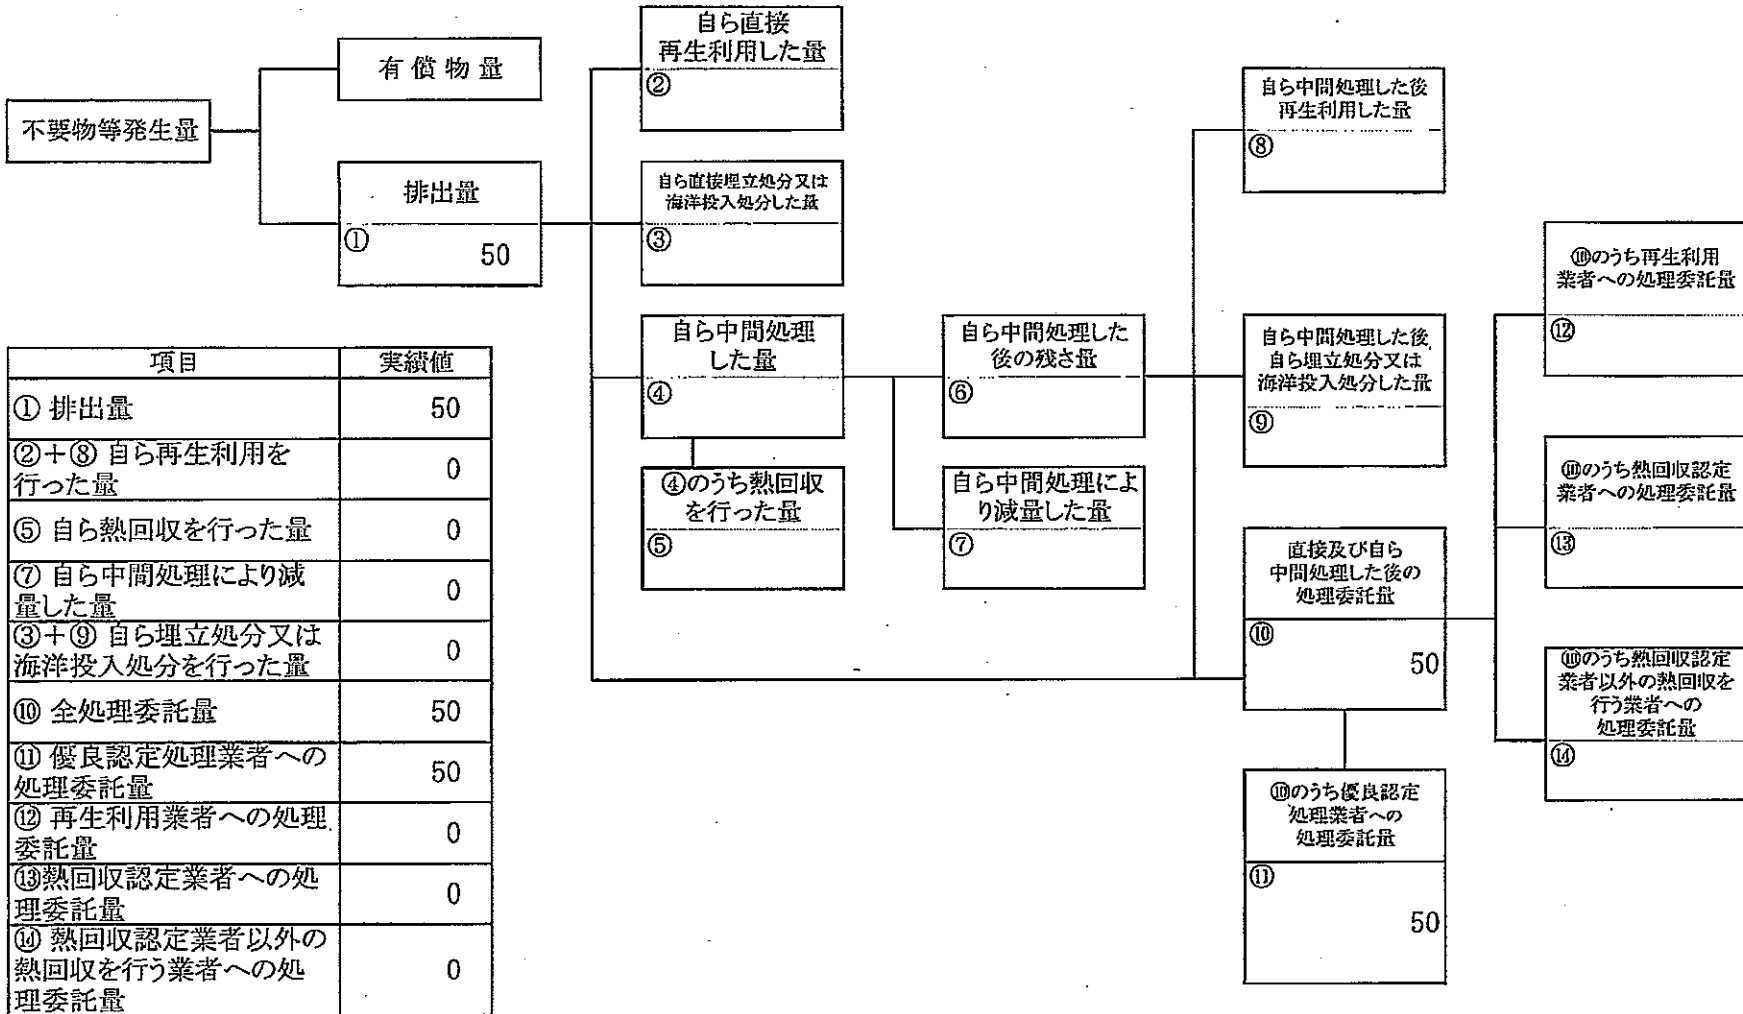 不要物等発生量
有償物量
排出量
①
50
自ら直接
再生利用した量
②
自ら直接埋立処分又は
海洋投入処分した量
③
自ら中間処理
した量
④
④のうち熱回収
を行った量
⑤
自ら中間処理した
後の残さ量
⑥
自ら中間処理によ
り減量した量
⑦
自ら中間処理した後
再生利用した量
⑧
自ら中間処理した後
自ら埋立処分又は
海洋投入処分した量
⑨
直接及び自ら
中間処理した後の
処理委託量
⑩
50
⑩のうち優良認定
処理業者への
処理委託量
⑪
50
⑩のうち再生利用
業者への処理委託量
⑫
⑩のうち熱回収認定
業者への処理委託量
⑬
⑩のうち熱回収認定
業者以外の熱回収を
行う業者への
処理委託量
⑭
項目 実績値
① 排出量 50
②+⑧ 自ら再生利用を
行った量 0
⑤ 自ら熱回収を行った量 0
⑦ 自ら中間処理により減
量した量 0
③+⑨ 自ら埋立処分又は
海洋投入処分を行った量 0
⑩ 全処理委託量 50
⑪ 優良認定処理業者への
処理委託量 50
⑫ 再生利用業者への処理
委託量 0
⑬熱回収認定業者への処
理委託量 0
⑭ 熱回収認定業者以外の
熱回収を行う業者への処
理委託量 0